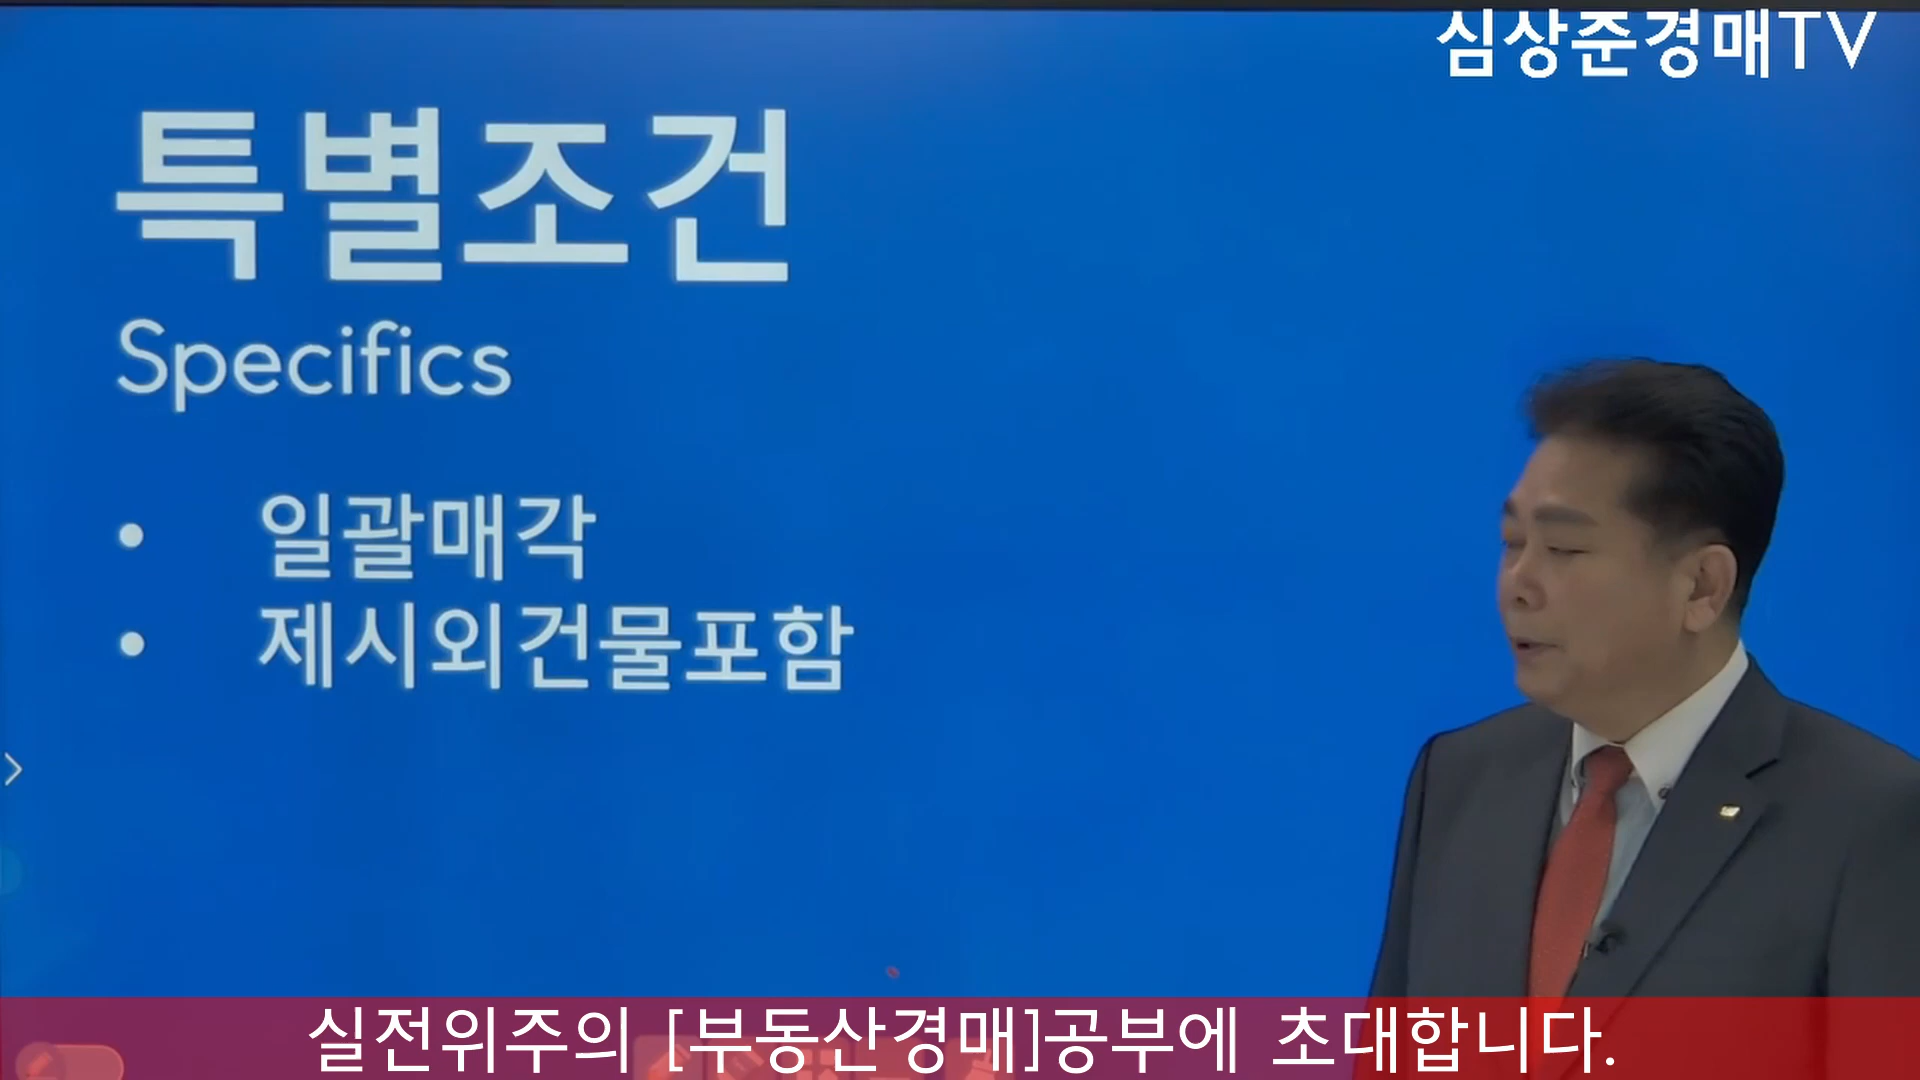 심상준경매TV
특별조건
Specifics
• 일괄매각
• 제시외건물포함
실전위주의 [부동산경매]공부에 초대합니다.